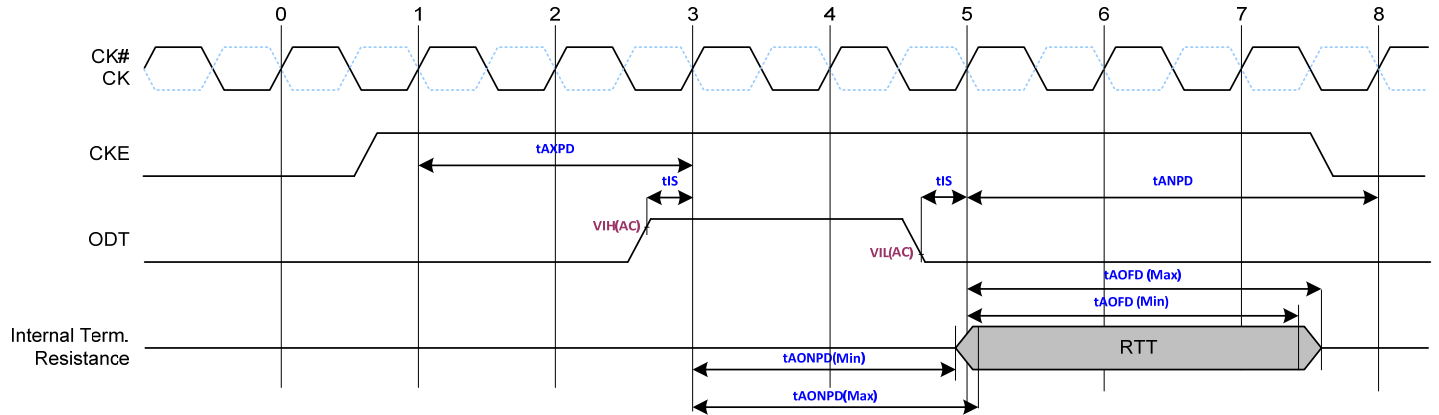 0 1 2 3 4 5 6 7 8
CK#
CK
CKE
tAXPD
tIS
tIS
tANPD
VIH(AC)
ODT
VIL(AC)
tAOFD (Max)
tAOFD (Min)
Internal Term.
Resistance
RTT
tAONPD(Min)
tAONPD(Max)